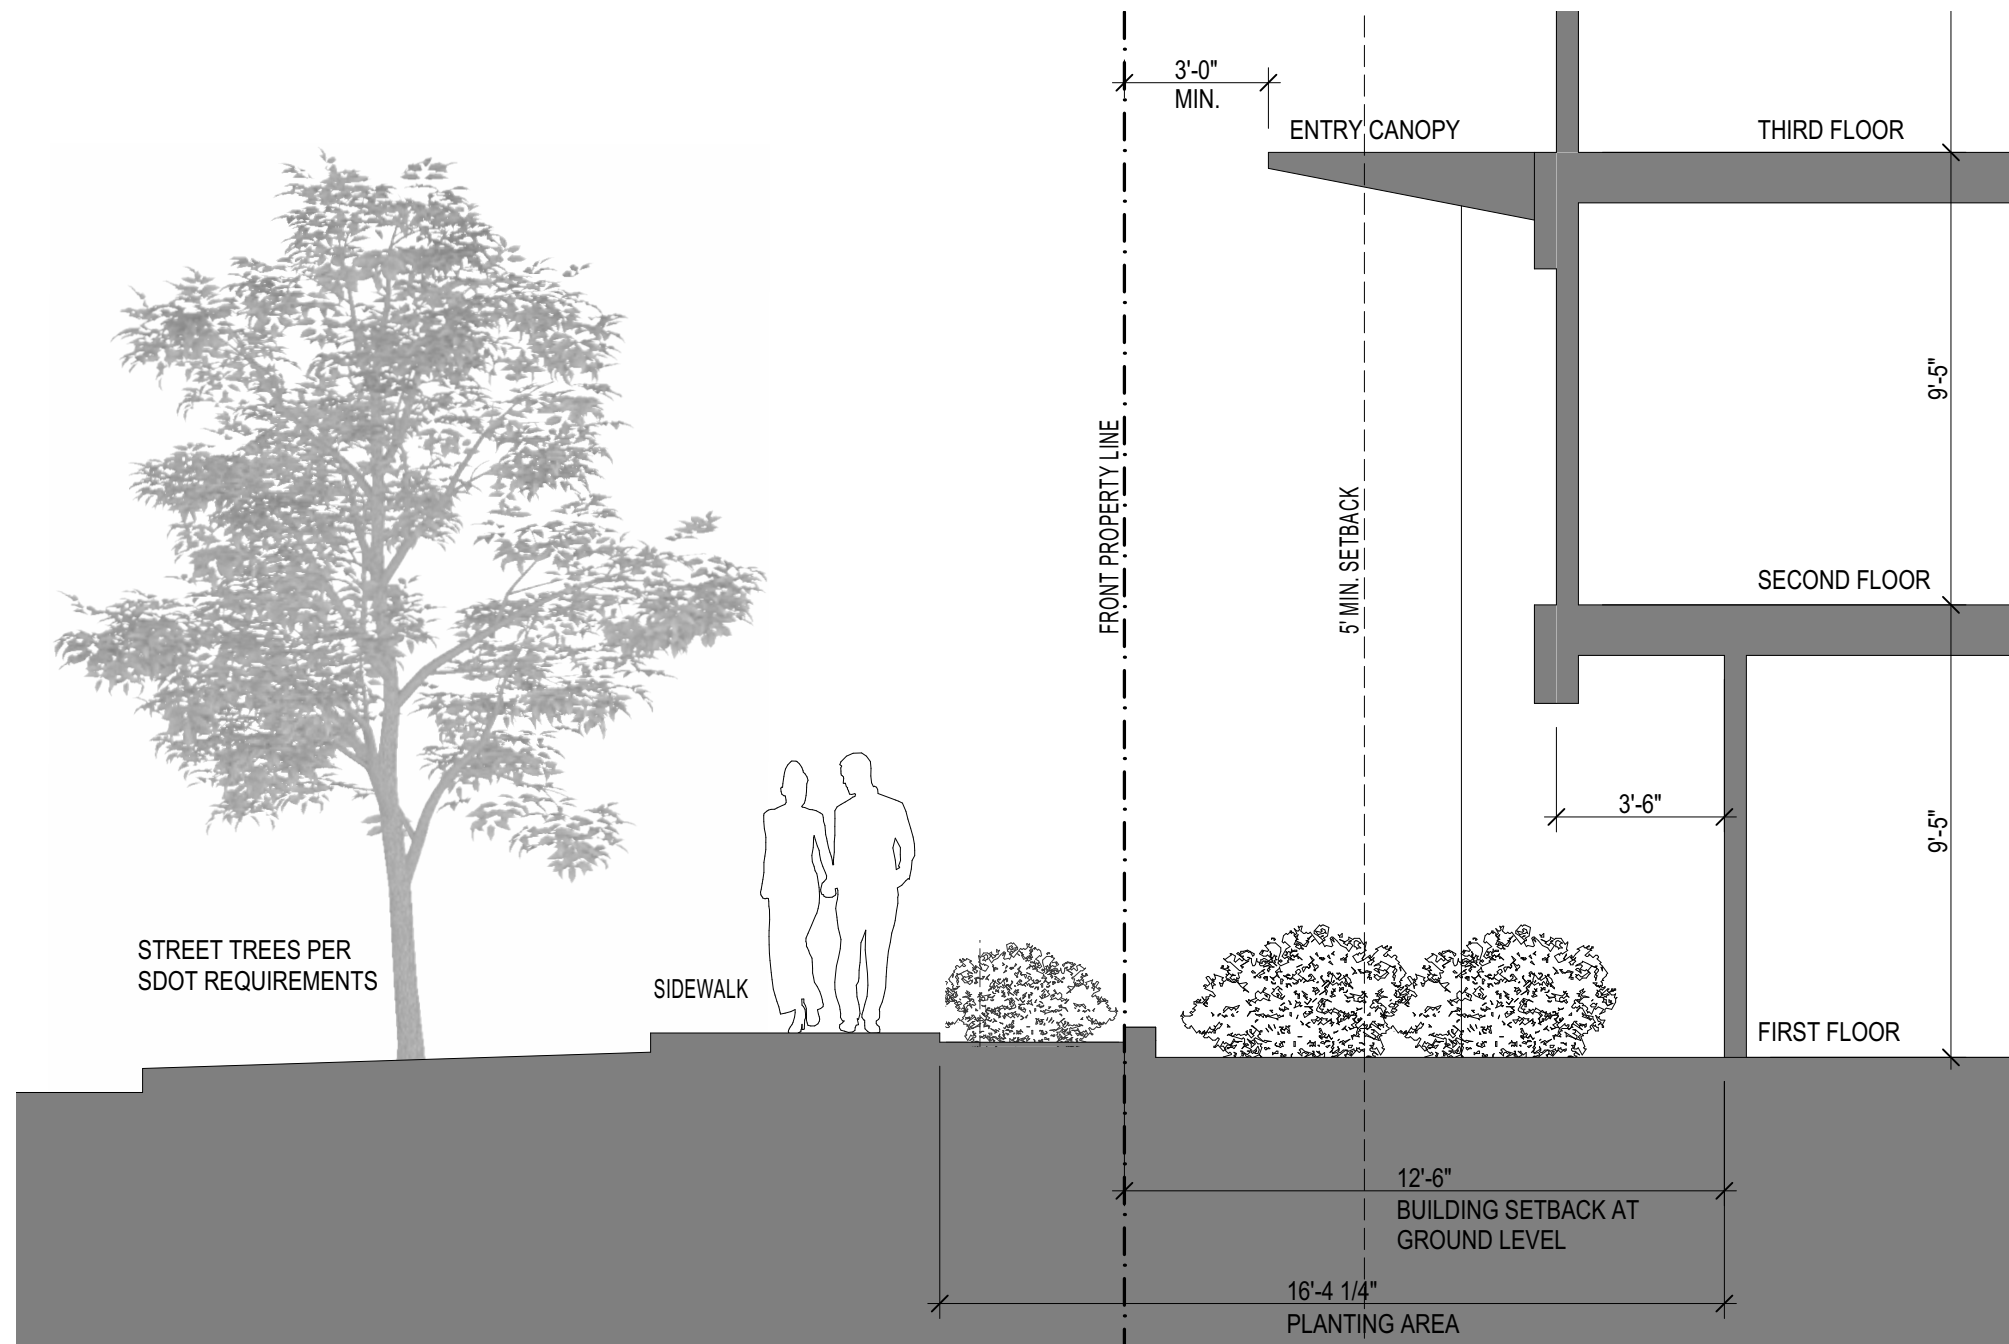 3'-0"
MIN.
ENTRY CANOPY
THIRD FLOOR
9'-5"
FRONT PROPERTY LINE
5' MIN. SETBACK
SECOND FLOOR
3'-6"
9'-5"
STREET TREES PER
SDOT REQUIREMENTS
SIDEWALK
FIRST FLOOR
12'-6"
BUILDING SETBACK AT
GROUND LEVEL
16'-4 1/4"
PLANTING AREA